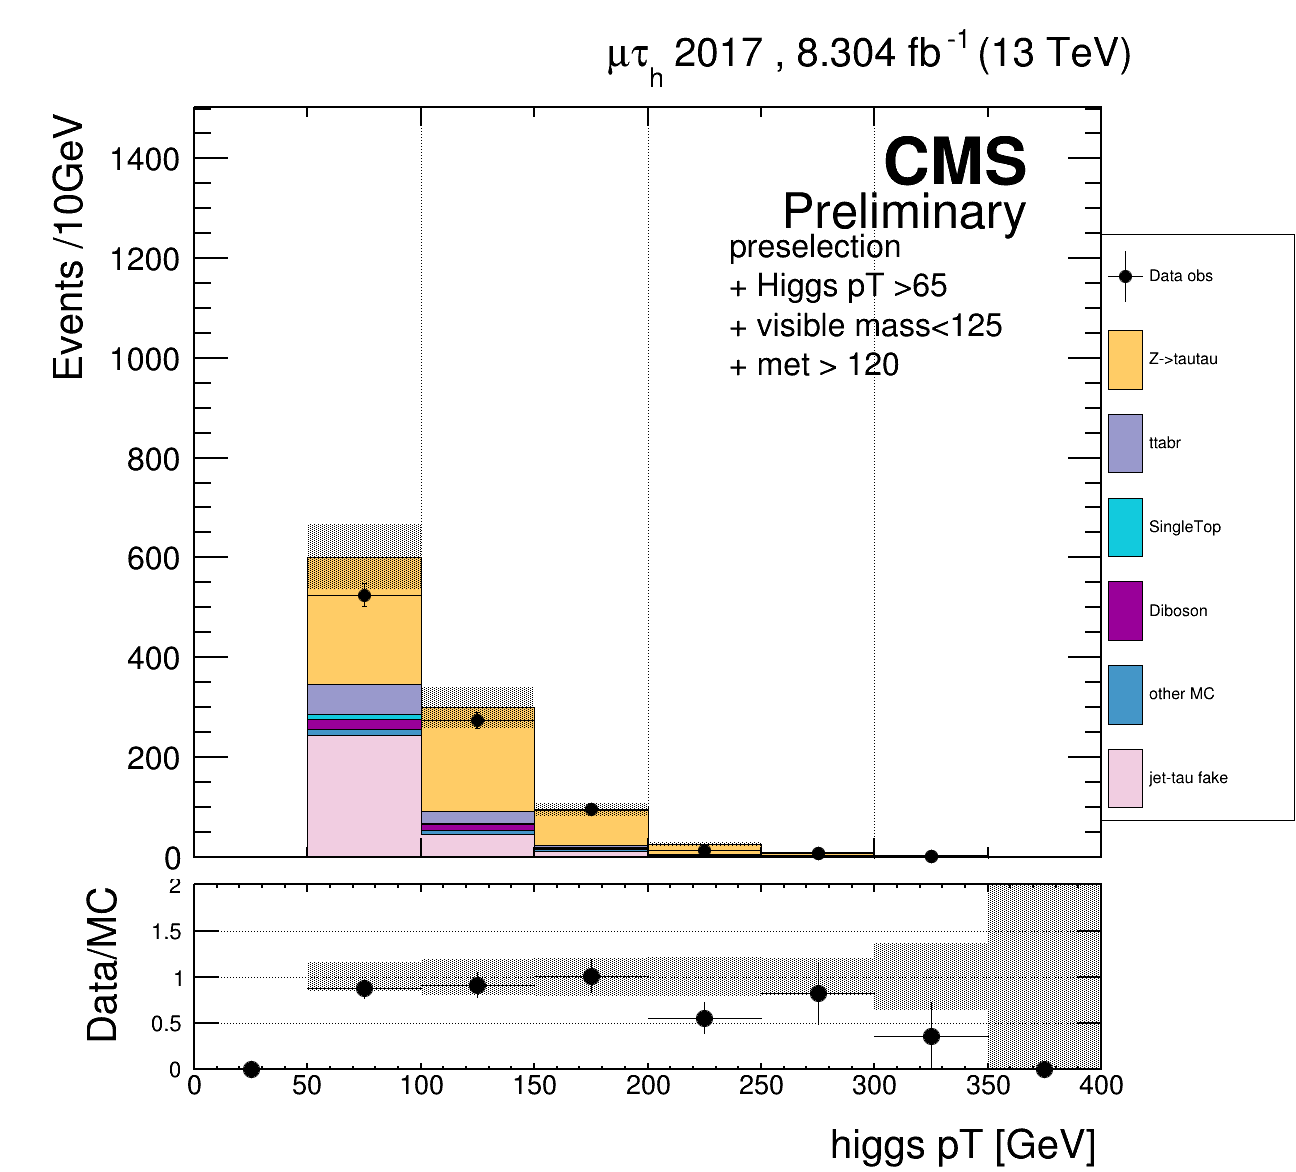 μτh 2017 , 8.304 fb-1 (13 TeV)
Events /10GeV
1400
1200
1000
800
600
400
200
0
CMS
Preliminary
preselection
+ Higgs pT >65
+ visible mass<125
+ met > 120
Data obs
Z->tautau
ttabr
SingleTop
Diboson
other MC
jet-tau fake
Data/MC
2
1.5
1
0.5
0
0 50 100 150 200 250 300 350 400
higgs pT [GeV]